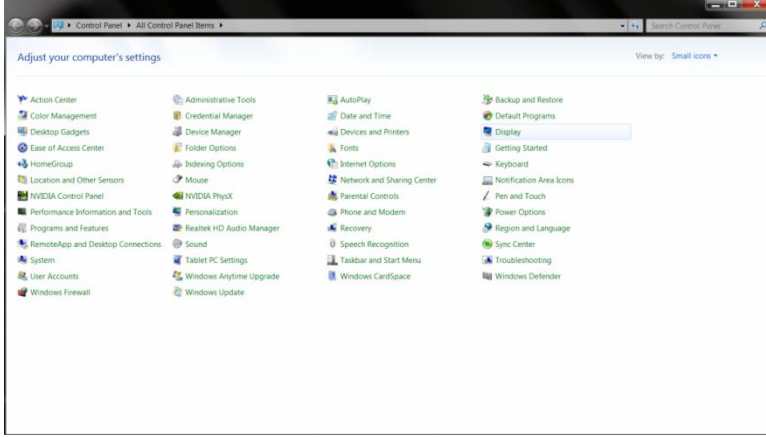 Control Panel ▸ All Control Panel Items ▸ Search Control Panel
Adjust your computer's settings View by: Small icons
Action Center Administrative Tools AutoPlay Backup and Restore
Color Management Credential Manager Date and Time Default Programs
Desktop Gadgets Device Manager Devices and Printers Display
Ease of Access Center Folder Options Fonts Getting Started
HomeGroup Indexing Options Internet Options Keyboard
Location and Other Sensors Mouse Network and Sharing Center Notification Area Icons
NVIDIA Control Panel NVIDIA PhysX Parental Controls Pen and Touch
Performance Information and Tools Personalization Phone and Modem Power Options
Programs and Features Realtek HD Audio Manager Recovery Region and Language
RemoteApp and Desktop Connections Sound Speech Recognition Sync Center
System Tablet PC Settings Taskbar and Start Menu Troubleshooting
User Accounts Windows Anytime Upgrade Windows CardSpace Windows Defender
Windows Firewall Windows Update